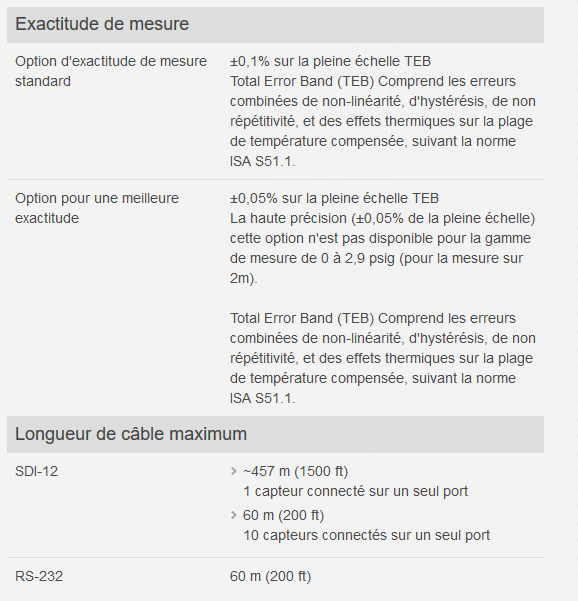 Exactitude de mesure
Option d'exactitude de mesure
standard
±0,1% sur la pleine échelle TEB
Total Error Band (TEB) Comprend les erreurs
combinées de non-linéarité, d'hystérésis, de non
répétitivité, et des effets thermiques sur la plage
de température compensée, suivant la norme
ISA S51.1.
Option pour une meilleure
exactitude
±0,05% sur la pleine échelle TEB
La haute précision (±0,05% de la pleine échelle)
cette option n'est pas disponible pour la gamme
de mesure de 0 à 2,9 psig (pour la mesure sur
2m).
Total Error Band (TEB) Comprend les erreurs
combinées de non-linéarité, d'hystérésis, de non
répétitivité, et des effets thermiques sur la plage
de température compensée, suivant la norme
ISA S51.1.
Longueur de câble maximum
SDI-12
~457 m (1500 ft)
1 capteur connecté sur un seul port
60 m (200 ft)
10 capteurs connectés sur un seul port
RS-232
60 m (200 ft)